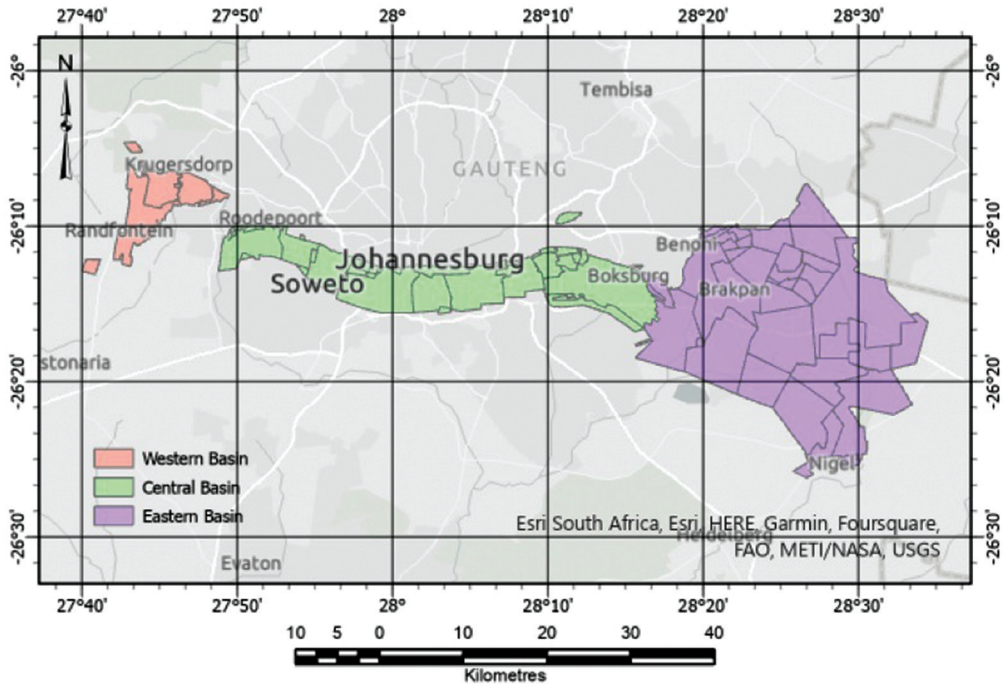 27°40' 27°50' 28° 28°10' 28°20' 28°30'
-26° -26°
N
Tembisa
Krugersdorp
GAUTENG
Roodepoort
-26°10' -26°10'
Randfontein
Benoni
Johannesburg
Boksburg
Soweto
Brakpan
stonaria
-26°20' -26°20'
Western Basin
Nigel
Central Basin
Eastern Basin
Esri South Africa, Esri, HERE, Garmin, Foursquare,
Heidelberg
-26°30' -26°30'
FAO, METI/NASA, USGS
Evaton
27°40' 27°50' 28° 28°10' 28°20' 28°30'
10 5 0 10 20 30 40
Kilometres